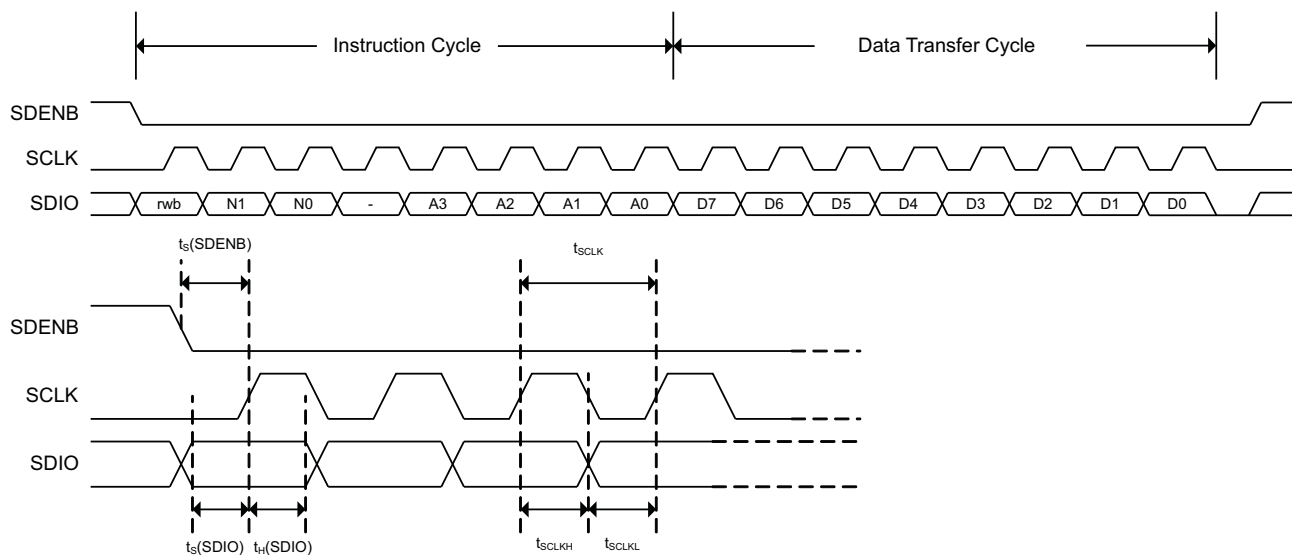 Instruction Cycle Data Transfer Cycle
SDENB
SCLK
SDIO rwb N1 N0 - A3 A2 A1 A0 D7 D6 D5 D4 D3 D2 D1 D0
tS(SDENB) tSCLK
SDENB
SCLK
SDIO
tS(SDIO) tH(SDIO) tSCLKH tSCLKL